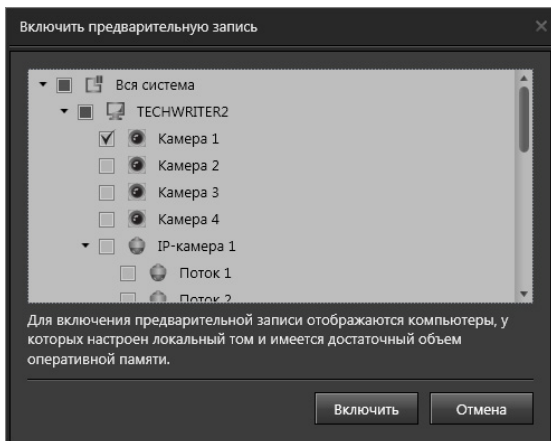 Включить предварительную запись
Вся система
TECHWRITER2
Камера 1
Камера 2
Камера 3
Камера 4
IP-камера 1
Поток 1
Поток 2
Для включения предварительной записи отображаются компьютеры, у
которых настроен локальный том и имеется достаточный объем
оперативной памяти.
Включить Отмена